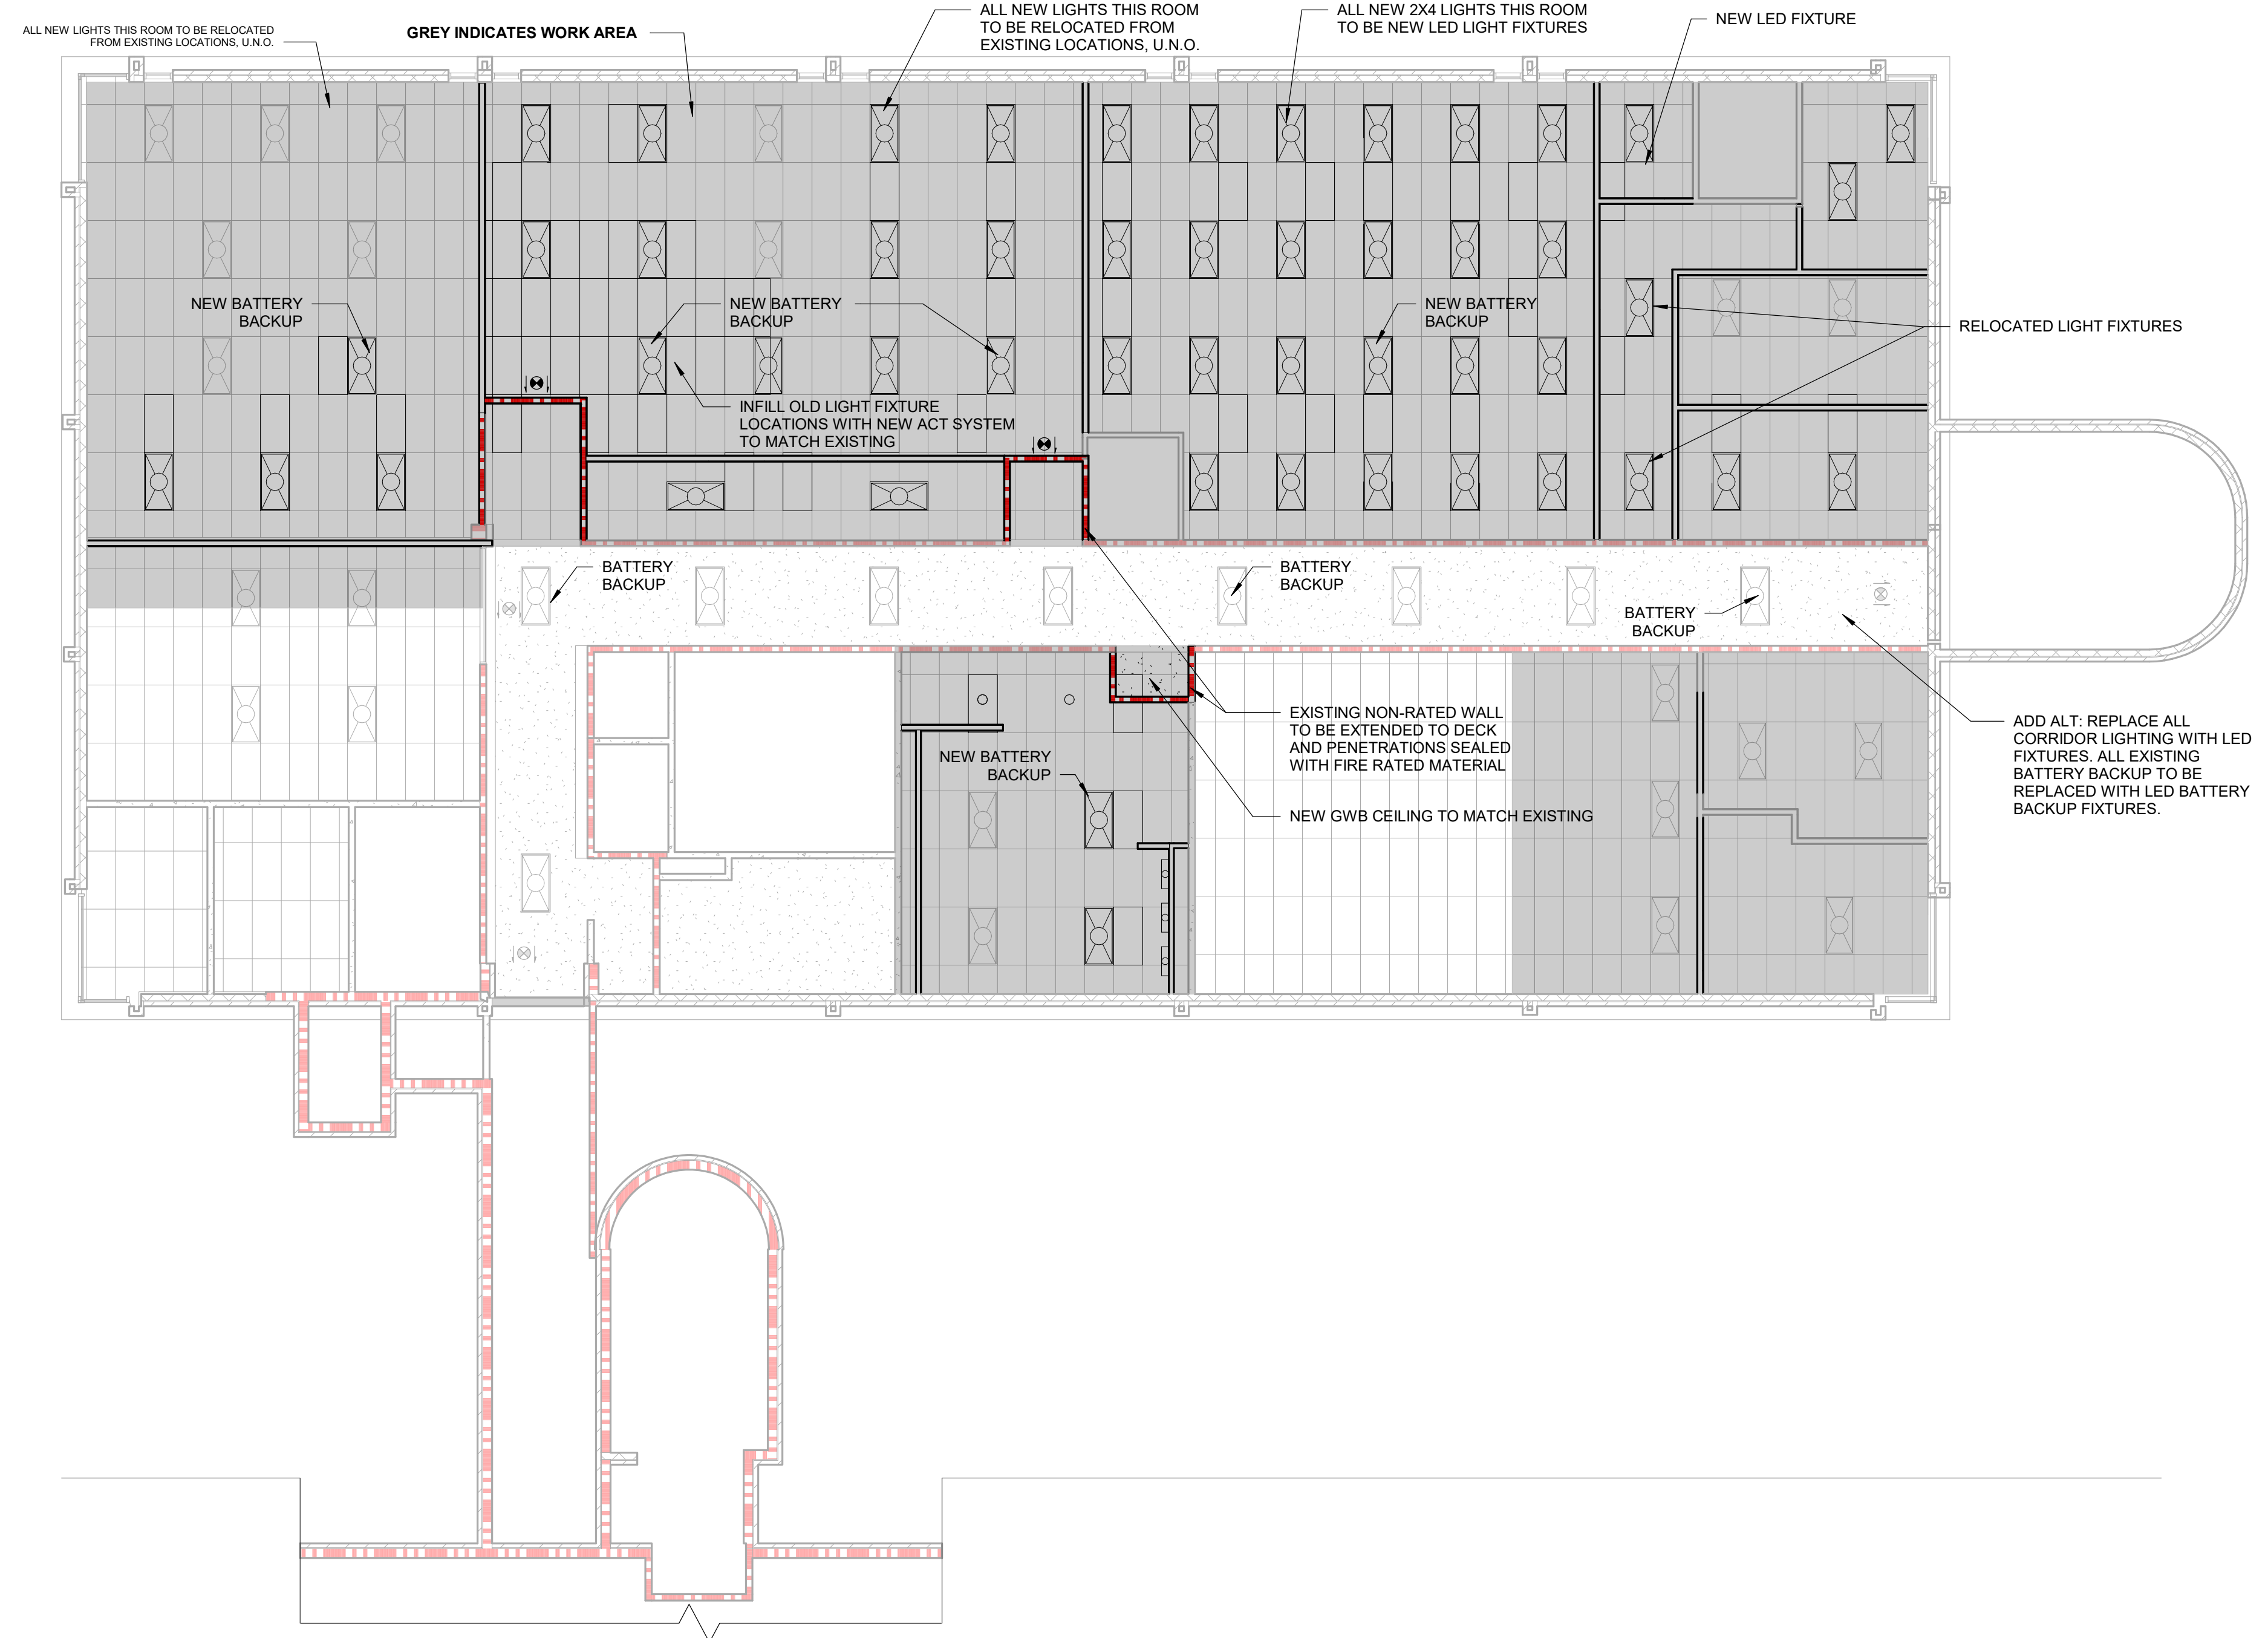 ALL NEW LIGHTS THIS ROOM TO BE RELOCATED
FROM EXISTING LOCATIONS, U.N.O.
GREY INDICATES WORK AREA
ALL NEW LIGHTS THIS ROOM
TO BE RELOCATED FROM
EXISTING LOCATIONS, U.N.O.
ALL NEW 2X4 LIGHTS THIS ROOM
TO BE NEW LED LIGHT FIXTURES
NEW LED FIXTURE
NEW BATTERY
BACKUP
NEW BATTERY
BACKUP
NEW BATTERY
BACKUP
RELOCATED LIGHT FIXTURES
INFILL OLD LIGHT FIXTURE
LOCATIONS WITH NEW ACT SYSTEM
TO MATCH EXISTING
BATTERY
BACKUP
BATTERY
BACKUP
BATTERY
BACKUP
EXISTING NON-RATED WALL
TO BE EXTENDED TO DECK
AND PENETRATIONS SEALED
WITH FIRE RATED MATERIAL
ADD ALT: REPLACE ALL
CORRIDOR LIGHTING WITH LED
FIXTURES. ALL EXISTING
BATTERY BACKUP TO BE
REPLACED WITH LED BATTERY
BACKUP FIXTURES.
NEW BATTERY
BACKUP
NEW GWB CEILING TO MATCH EXISTING